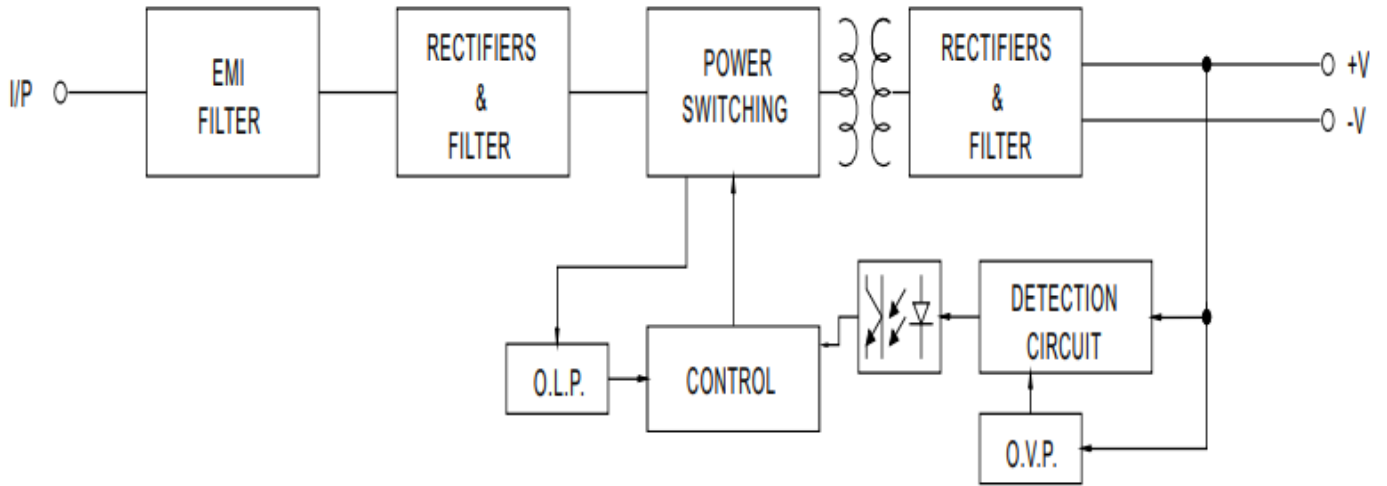 I/P
EMI
FILTER
RECTIFIERS
&
FILTER
POWER
SWITCHING
RECTIFIERS
&
FILTER
+V
-V
O.L.P.
CONTROL
DETECTION
CIRCUIT
O.V.P.